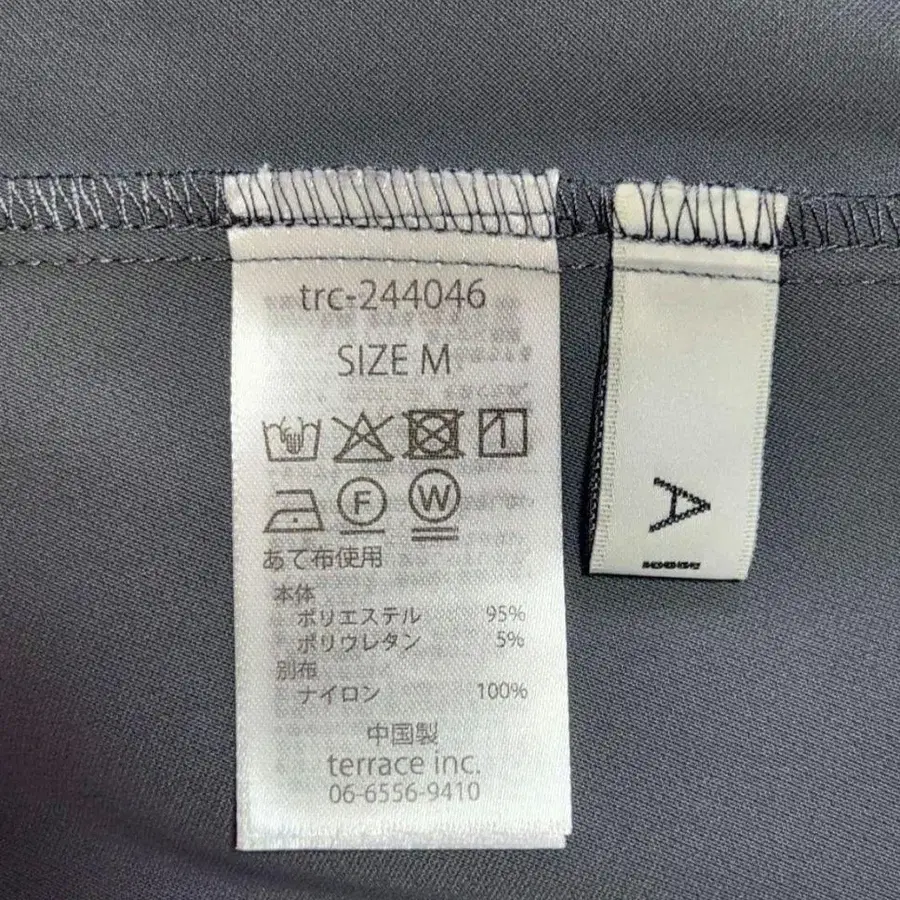 trc-244046
SIZE M
F W
あて布使用
本体
ポリエステル 95%
ポリウレタン 5%
別布
ナイロン 100%
中国製
terrace inc.
06-6556-9410
A